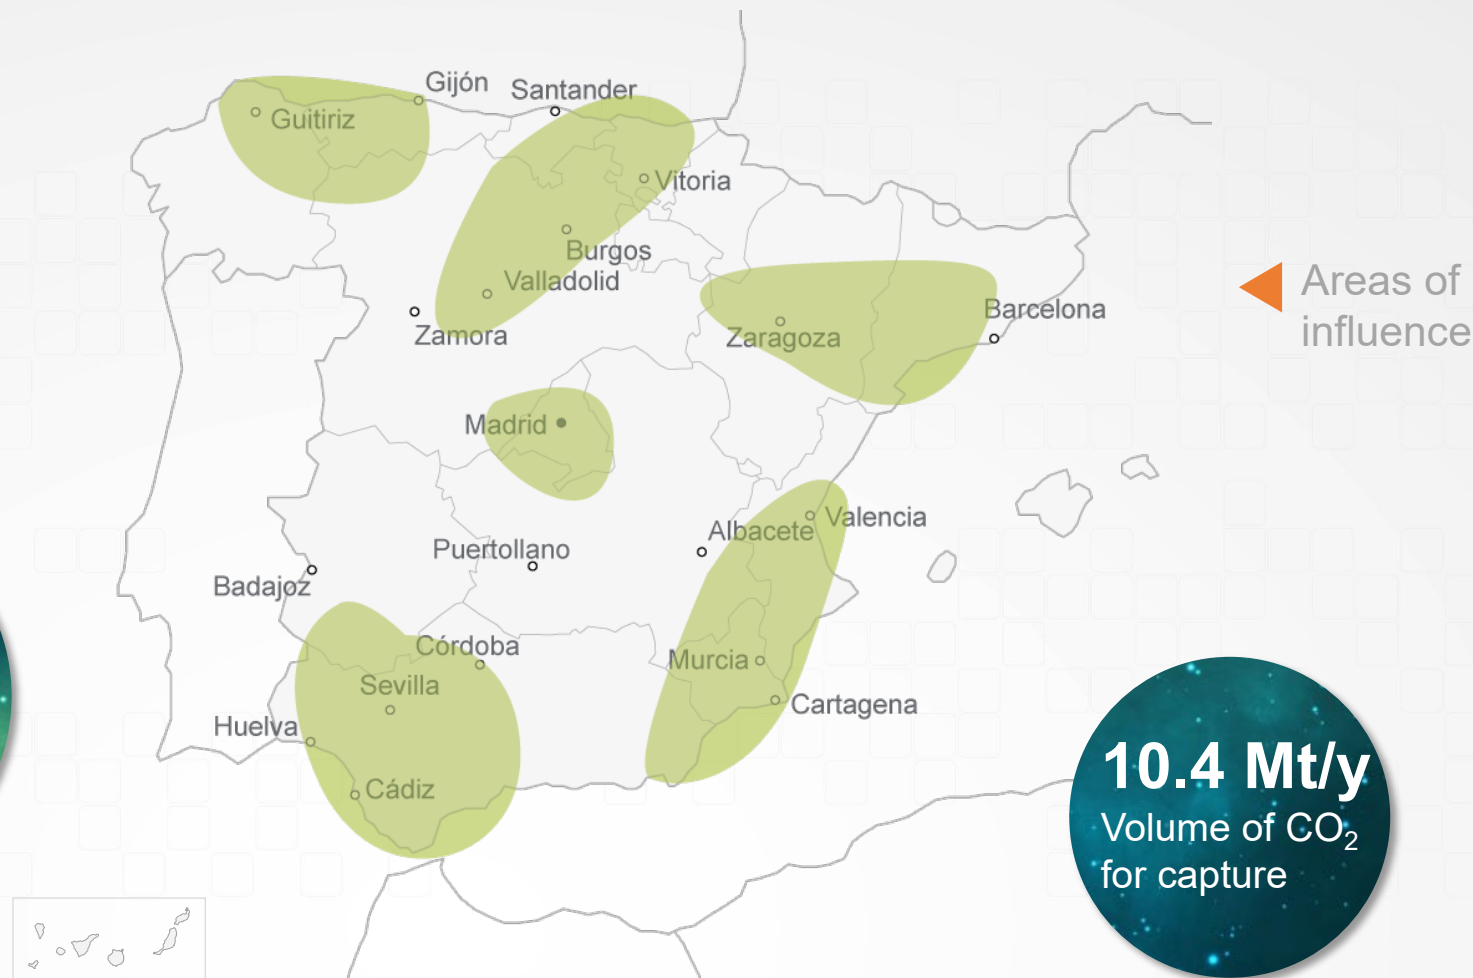 Gijón
Santander
Guitiriz
Vitoria
Burgos
Valladolid
Zamora
Areas of
influence
Barcelona
Zaragoza
Madrid
Valencia
Albacete
Puertollano
Badajoz
Córdoba
Murcia
Sevilla
Cartagena
Huelva
Cádiz
10.4 Mt/y
Volume of CO₂
for capture